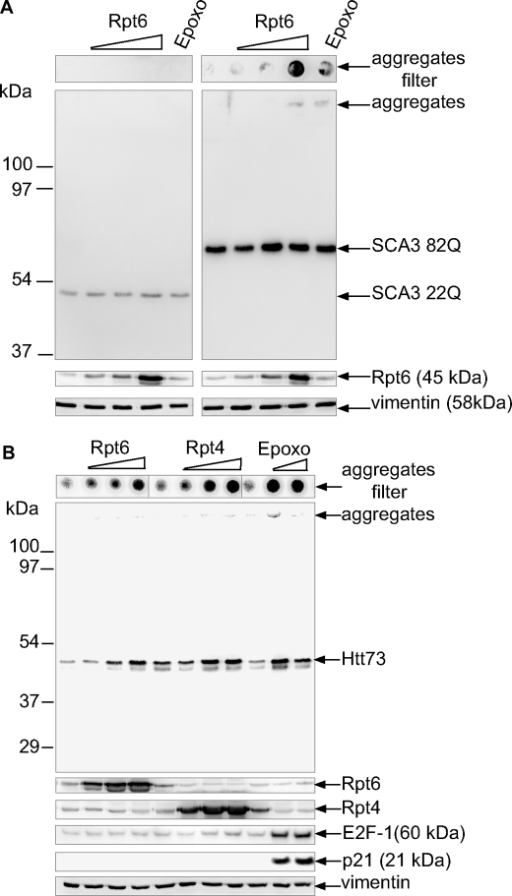 A
Rpt6
Epoxo
Rpt6
Epoxo
aggregates
filter
kDa
aggregates
100
97
SCA3 82Q
54
SCA3 22Q
37
Rpt6 (45 kDa)
vimentin (58kDa)
B
Rpt6
Rpt4
Epoxo
aggregates
filter
kDa
aggregates
100
97
54
Htt73
37
29
Rpt6
Rpt4
E2F-1(60 kDa)
p21 (21 kDa)
vimentin